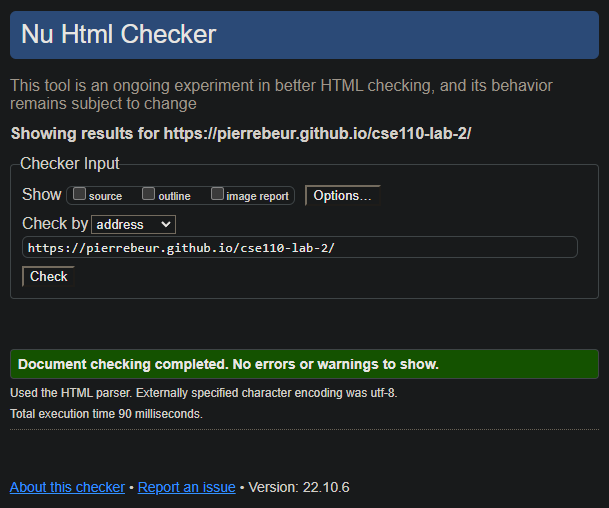 Nu Html Checker
This tool is an ongoing experiment in better HTML checking, and its behavior
remains subject to change
Showing results for https://pierrebeur.github.io/cse110-lab-2/
Checker Input
Show source outline image report Options...
Check by address
https://pierrebeur.github.io/cse110-lab-2/
Check
Document checking completed. No errors or warnings to show.
Used the HTML parser. Externally specified character encoding was utf-8.
Total execution time 90 milliseconds.
About this checker • Report an issue • Version: 22.10.6